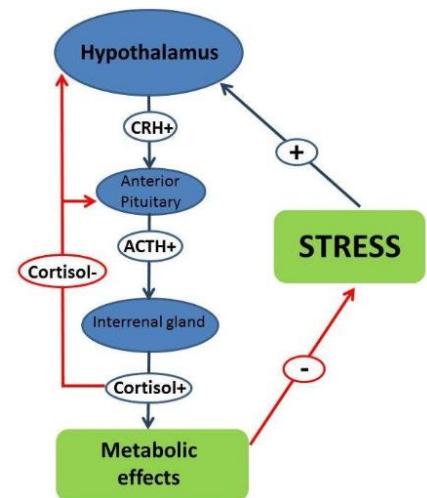 Hypothalamus
CRH+
+
Anterior
Pituitary
ACTH+
STRESS
Cortisol-
Interrenal gland
-
Cortisol+
Metabolic
effects